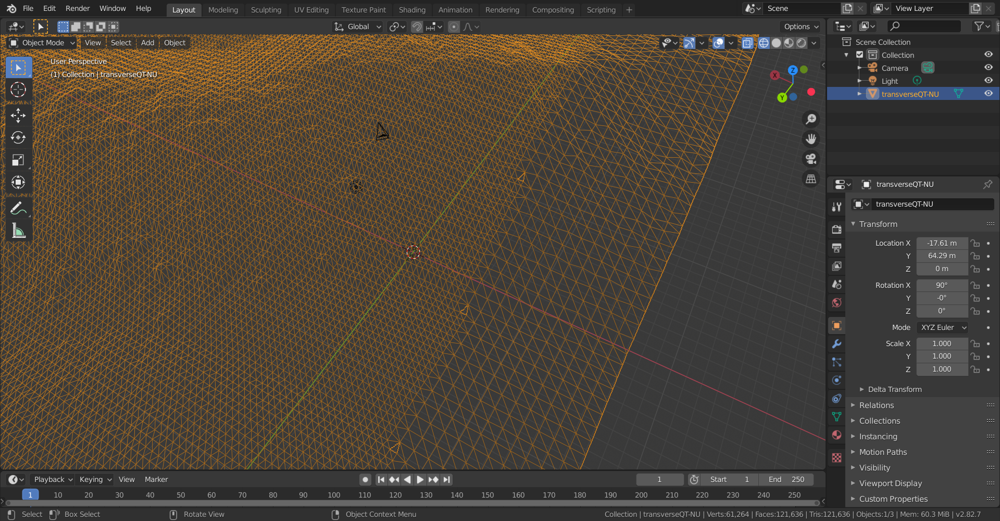 File Edit Render Window Help Layout Modeling Sculpting UV Editing Texture Paint Shading Animation Rendering Compositing Scripting + Scene View Layer
Global Options
Object Mode View Select Add Object
User Perspective
(1) Collection | transverseQT-NU
X Z Y
Scene Collection
Collection
Camera
Light
transverseQT-NU
transverseQT-NU
transverseQT-NU
Transform
Location X -17.61 m
Y 64.29 m
Z 0 m
Rotation X 90°
Y -0°
Z 0°
Mode XYZ Euler
Scale X 1.000
Y 1.000
Z 1.000
Delta Transform
Relations
Collections
Instancing
Motion Paths
Visibility
Viewport Display
Custom Properties
Playback Keying View Marker 1 Start 1 End 250
1 10 20 30 40 50 60 70 80 90 100 110 120 130 140 150 160 170 180 190 200 210 220 230 240 250
Select Box Select Rotate View Object Context Menu Collection | transverseQT-NU | Verts:61,264 | Faces:121,636 | Tris:121,636 | Objects:1/3 | Mem: 60.3 MiB | v2.82.7